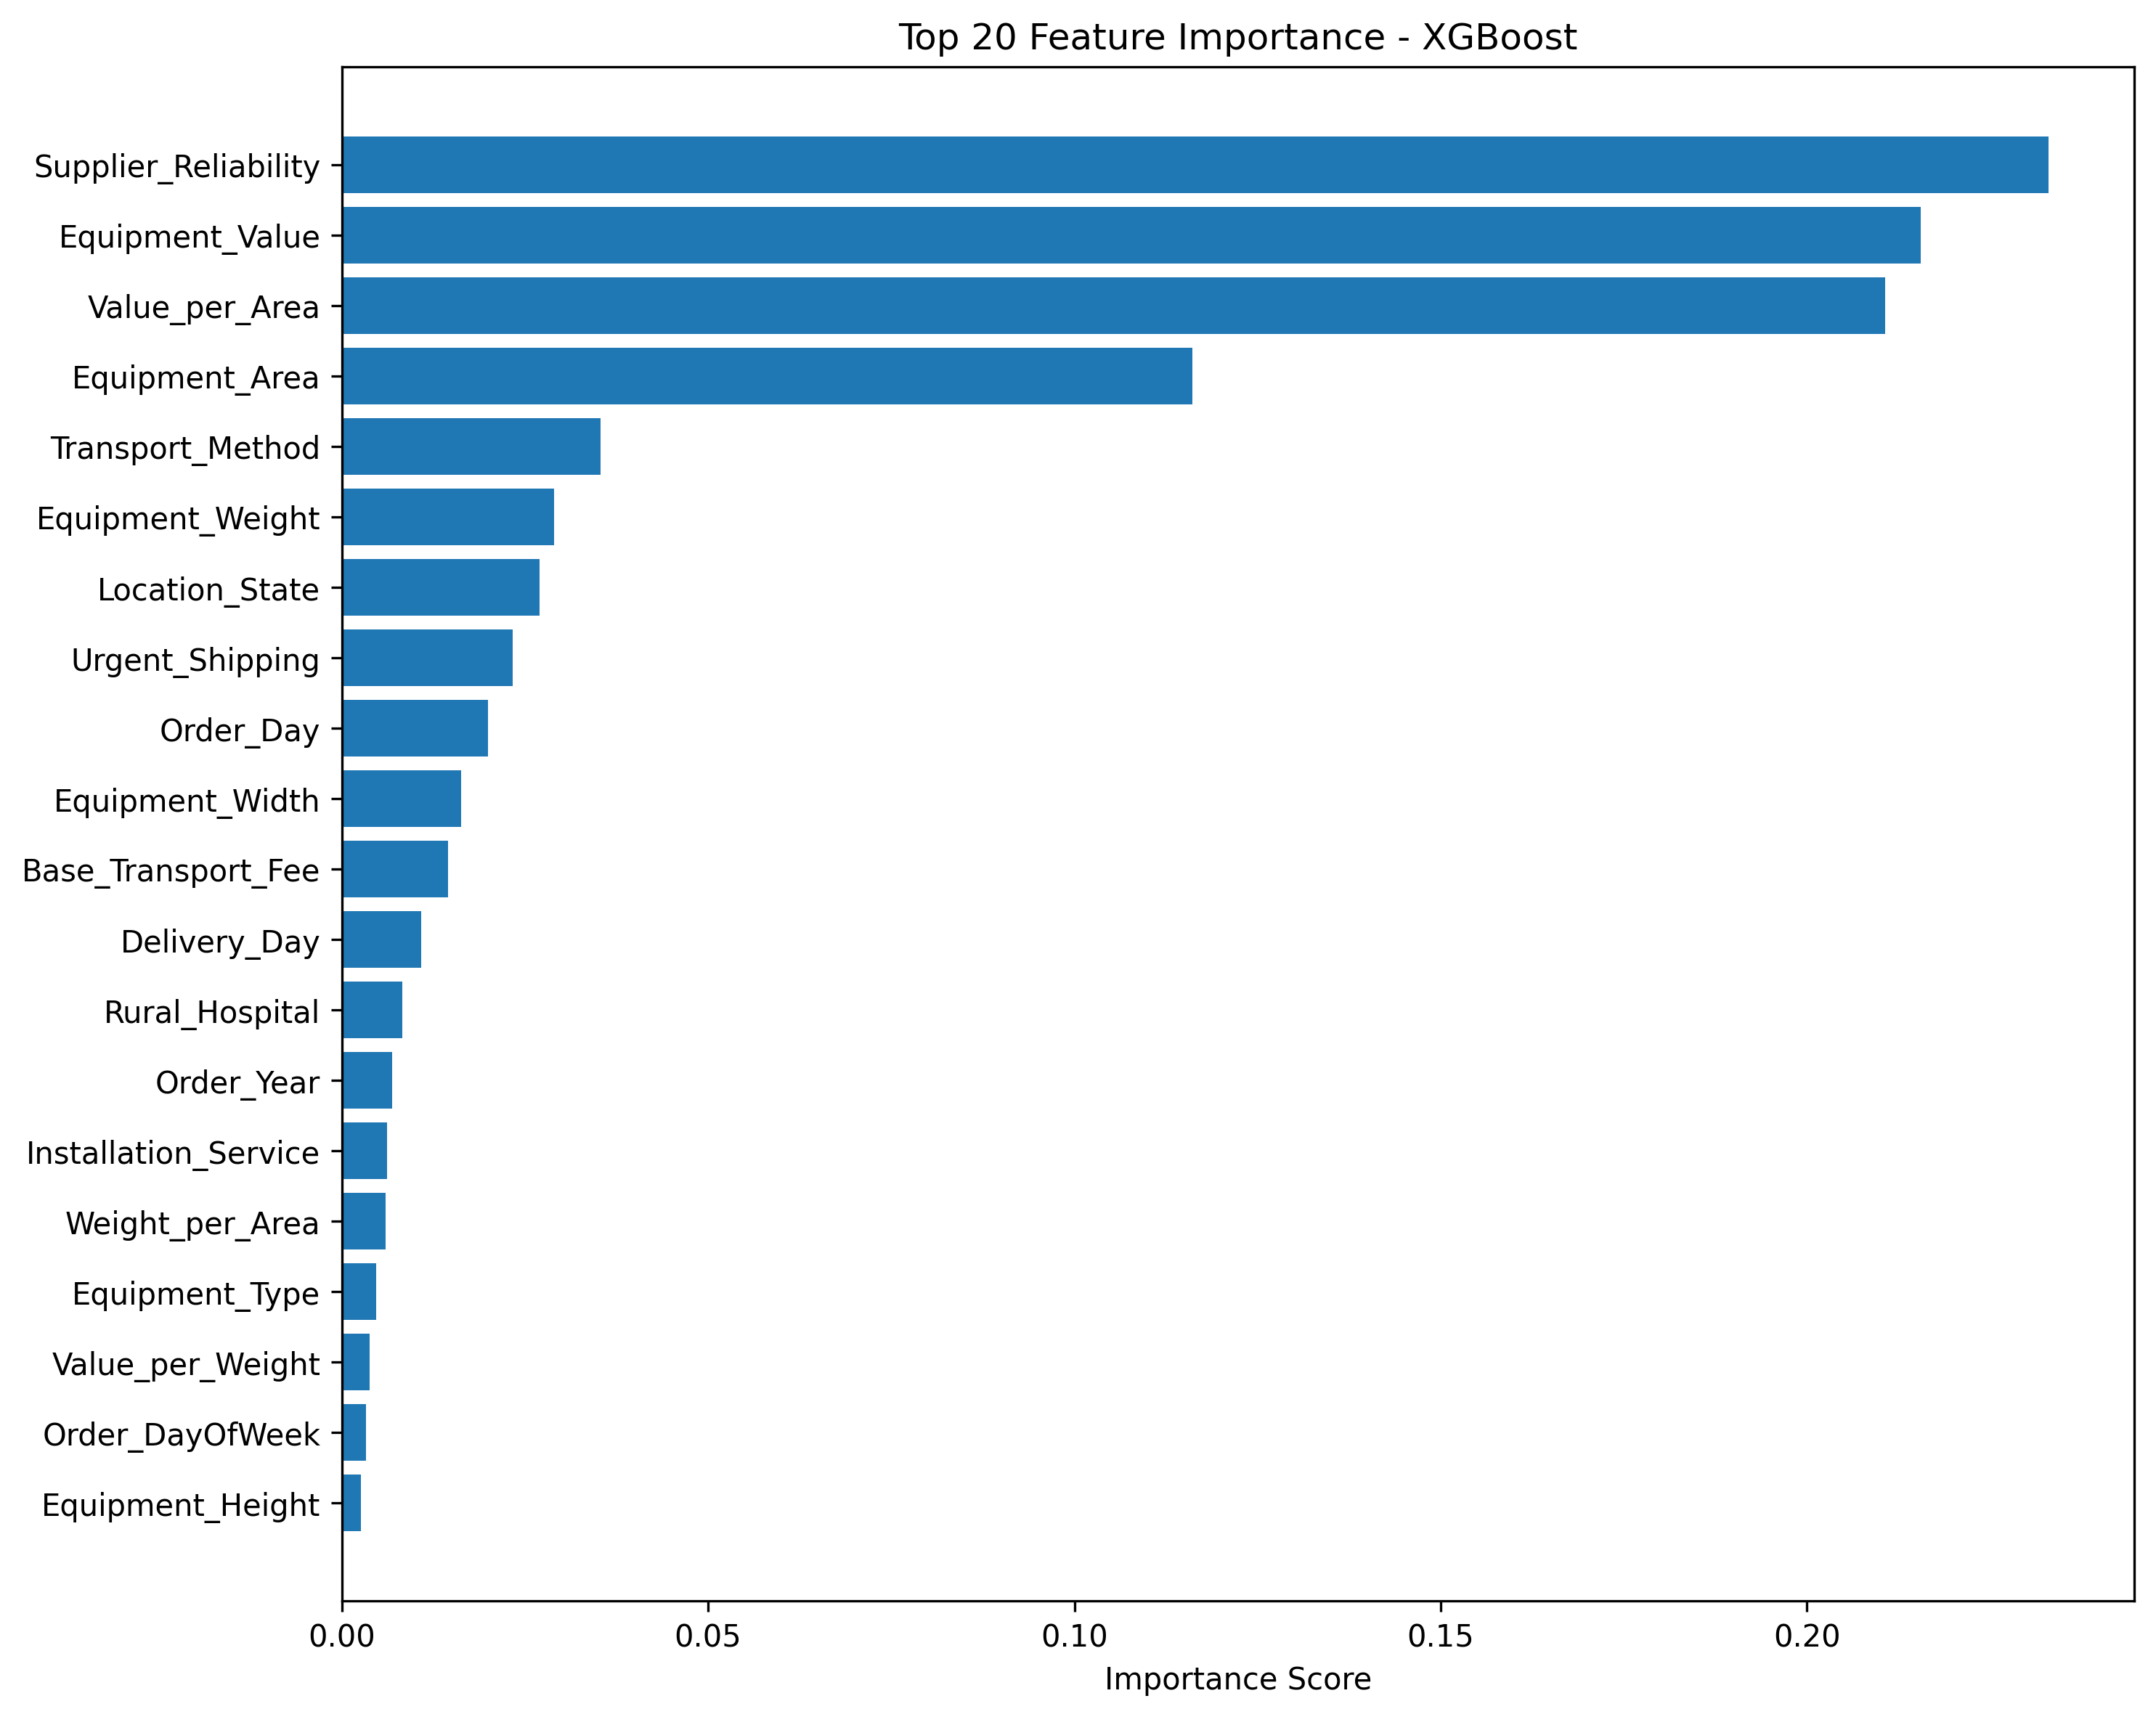 Top 20 Feature Importance - XGBoost
Supplier_Reliability
Equipment_Value
Value_per_Area
Equipment_Area
Transport_Method
Equipment_Weight
Location_State
Urgent_Shipping
Order_Day
Equipment_Width
Base_Transport_Fee
Delivery_Day
Rural_Hospital
Order_Year
Installation_Service
Weight_per_Area
Equipment_Type
Value_per_Weight
Order_DayOfWeek
Equipment_Height
0.00 0.05 0.10 0.15 0.20
Importance Score